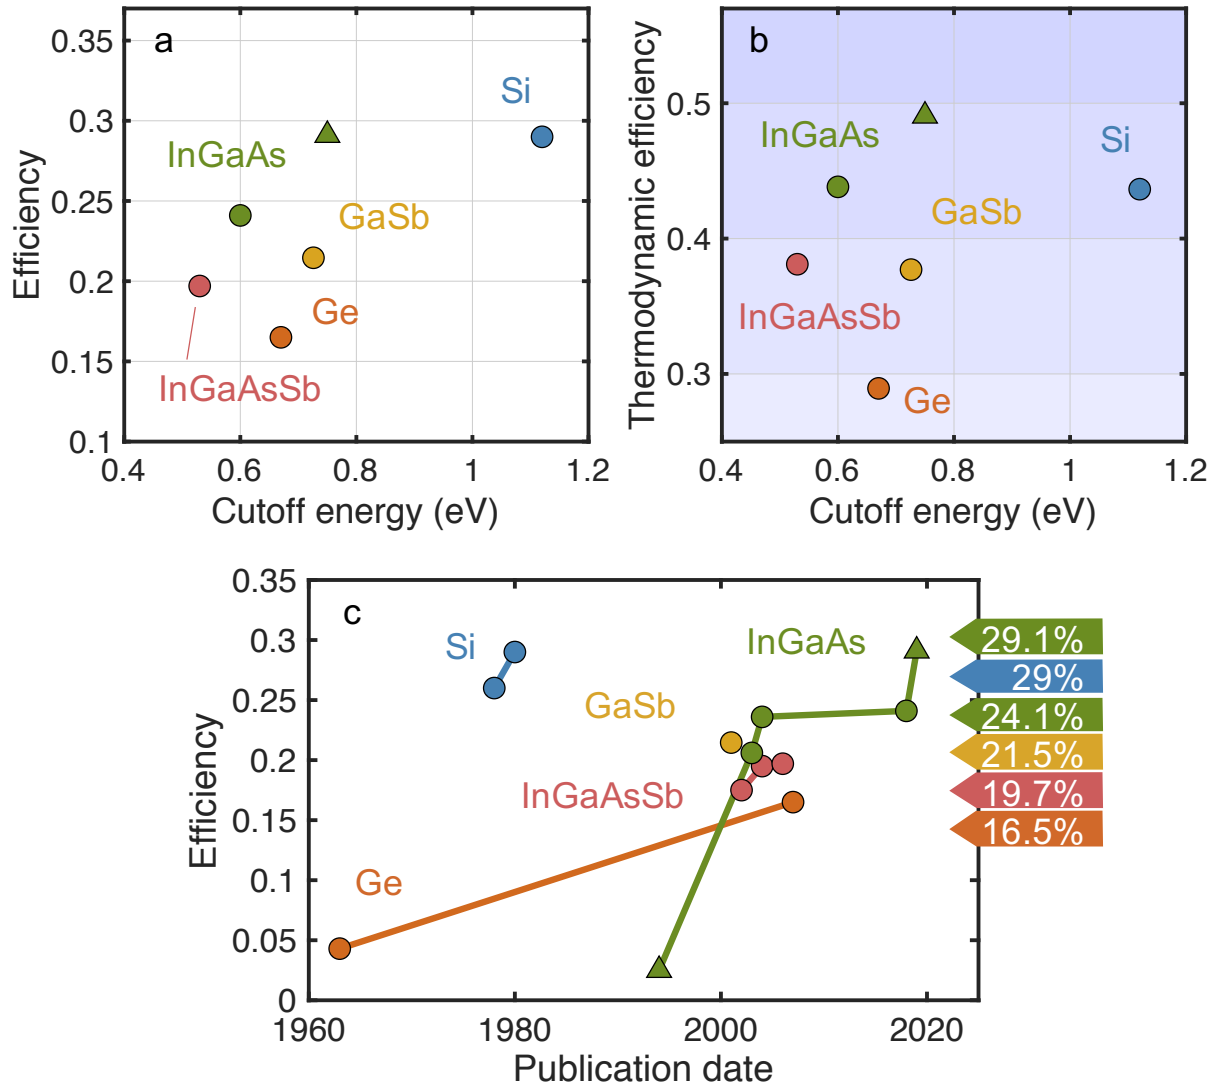 a
0.35
0.3
0.25
0.2
0.15
0.1
Efficiency
Si
InGaAs
GaSb
Ge
InGaAsSb
0.4
0.6
0.8
1
1.2
Cutoff energy (eV)
b
0.5
0.4
0.3
Thermodynamic efficiency
InGaAs
Si
GaSb
InGaAsSb
Ge
0.4
0.6
0.8
1
1.2
Cutoff energy (eV)
c
0.35
0.3
0.25
0.2
0.15
0.1
0.05
0
Efficiency
Si
InGaAs
GaSb
InGaAsSb
Ge
29.1%
29%
24.1%
21.5%
19.7%
16.5%
1960
1980
2000
2020
Publication date